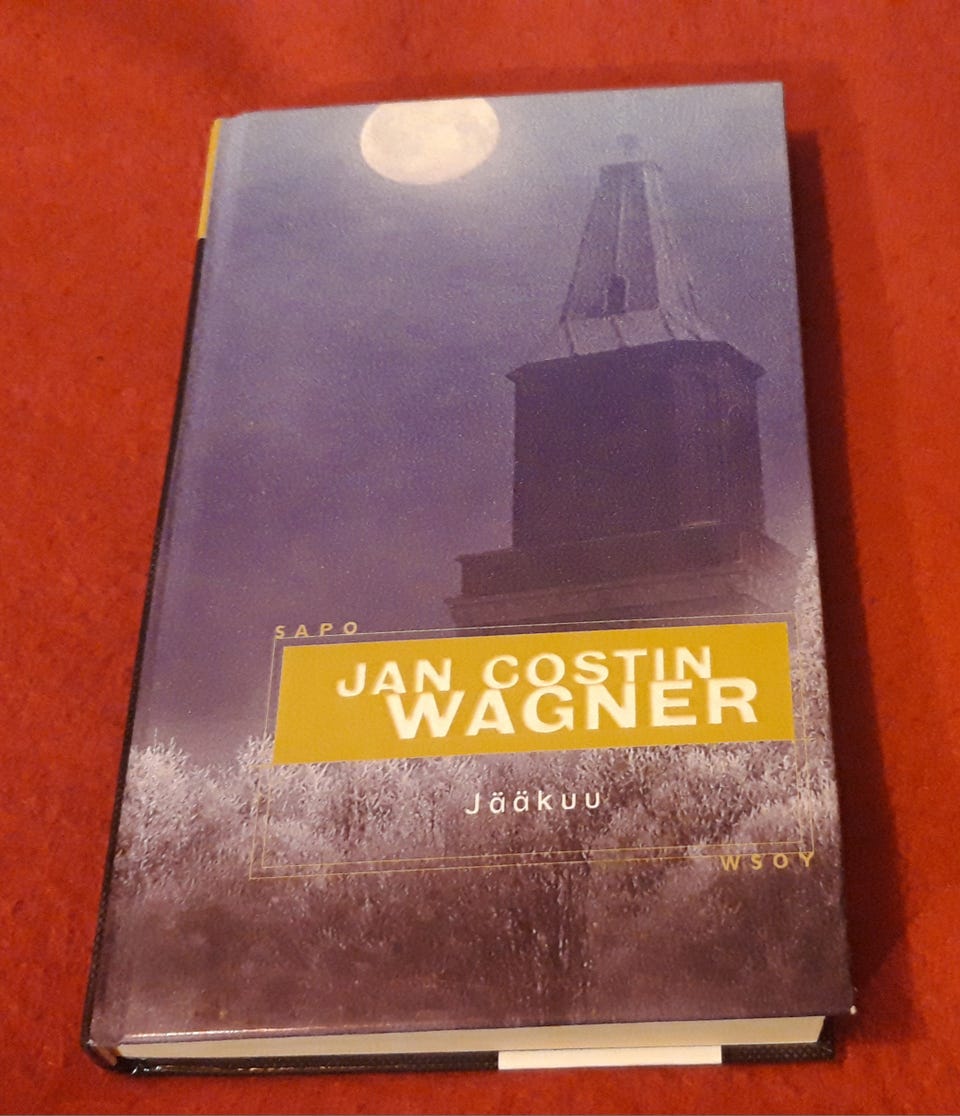 SAPO
JAN COSTIN
WAGNER
Jääkuu
WSOY